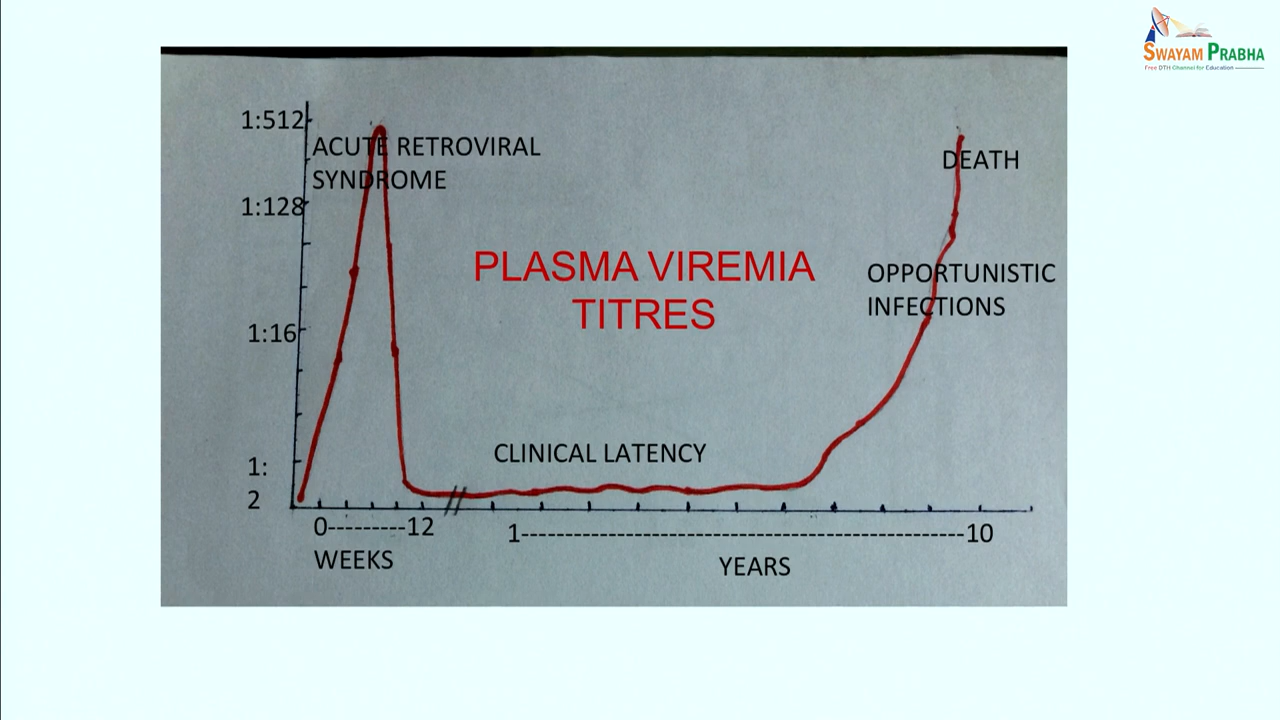 SWAYAM PRABHA
Free DTH Channel for Education
1:512
ACUTE RETROVIRAL
SYNDROME
1:128
PLASMA VIREMIA
TITRES
DEATH
OPPORTUNISTIC
INFECTIONS
1:16
CLINICAL LATENCY
1:
2
0---------12
WEEKS
1--------------------------------------------------10
YEARS